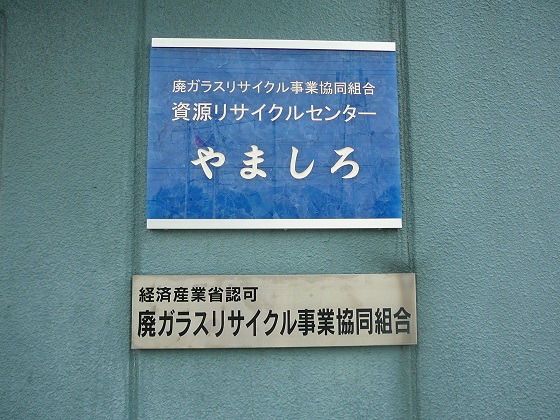 廃ガラスリサイクル事業協同組合
資源リサイクルセンター
やましろ
経済産業省認可
廃ガラスリサイクル事業協同組合